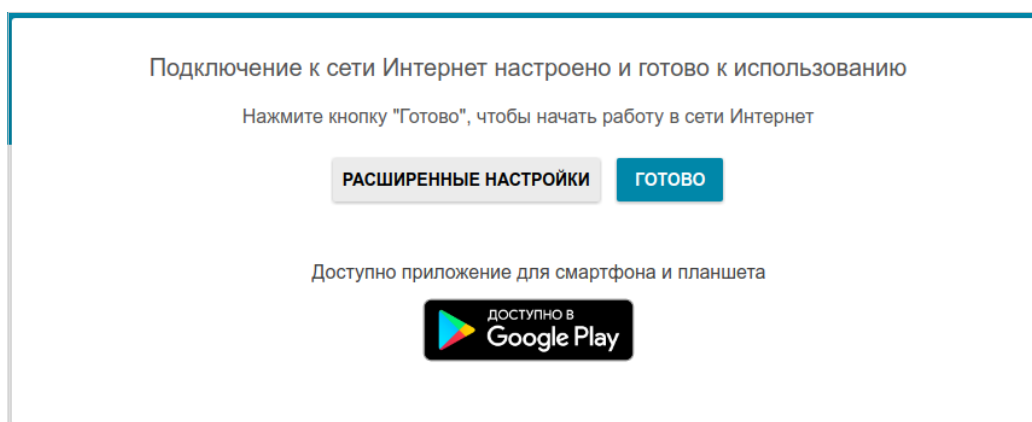 Подключение к сети Интернет настроено и готово к использованию
Нажмите кнопку "Готово", чтобы начать работу в сети Интернет
РАСШИРЕННЫЕ НАСТРОЙКИ ГОТОВО
Доступно приложение для смартфона и планшета
ДОСТУПНО В
Google Play